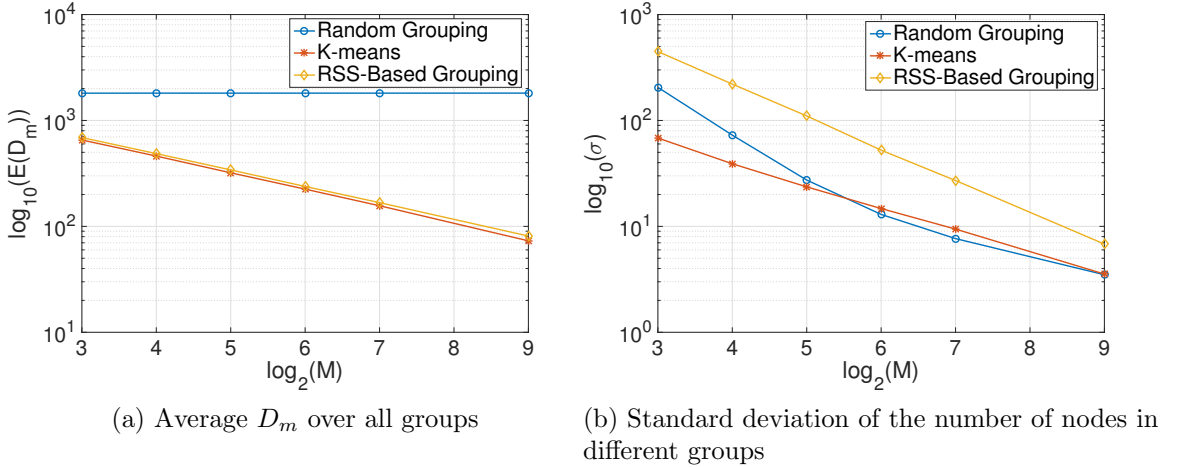 10^4
10^3
10^2
10^1
log_10(E(D_m))
3 4 5 6 7 8 9
log_2(M)
Random Grouping
K-means
RSS-Based Grouping
(a) Average D_m over all groups
10^3
10^2
10^1
10^0
log_10(σ)
3 4 5 6 7 8 9
log_2(M)
Random Grouping
K-means
RSS-Based Grouping
(b) Standard deviation of the number of nodes in
different groups